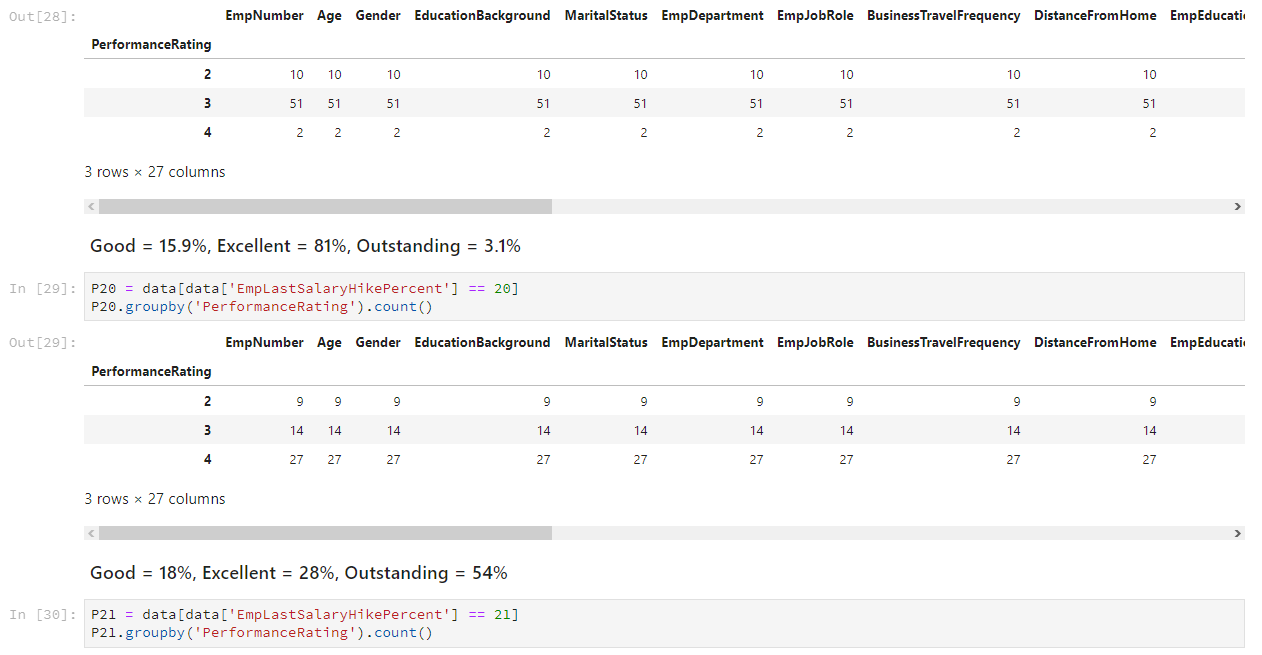 Out[28]: EmpNumber Age Gender EducationBackground MaritalStatus EmpDepartment EmpJobRole BusinessTravelFrequency DistanceFromHome EmpEducati
PerformanceRating
2 10 10 10 10 10 10 10 10 10
3 51 51 51 51 51 51 51 51 51
4 2 2 2 2 2 2 2 2 2
3 rows × 27 columns
Good = 15.9%, Excellent = 81%, Outstanding = 3.1%
In [29]: P20 = data[data['EmpLastSalaryHikePercent'] == 20]
P20.groupby('PerformanceRating').count()
Out[29]: EmpNumber Age Gender EducationBackground MaritalStatus EmpDepartment EmpJobRole BusinessTravelFrequency DistanceFromHome EmpEducati
PerformanceRating
2 9 9 9 9 9 9 9 9 9
3 14 14 14 14 14 14 14 14 14
4 27 27 27 27 27 27 27 27 27
3 rows × 27 columns
Good = 18%, Excellent = 28%, Outstanding = 54%
In [30]: P21 = data[data['EmpLastSalaryHikePercent'] == 21]
P21.groupby('PerformanceRating').count()